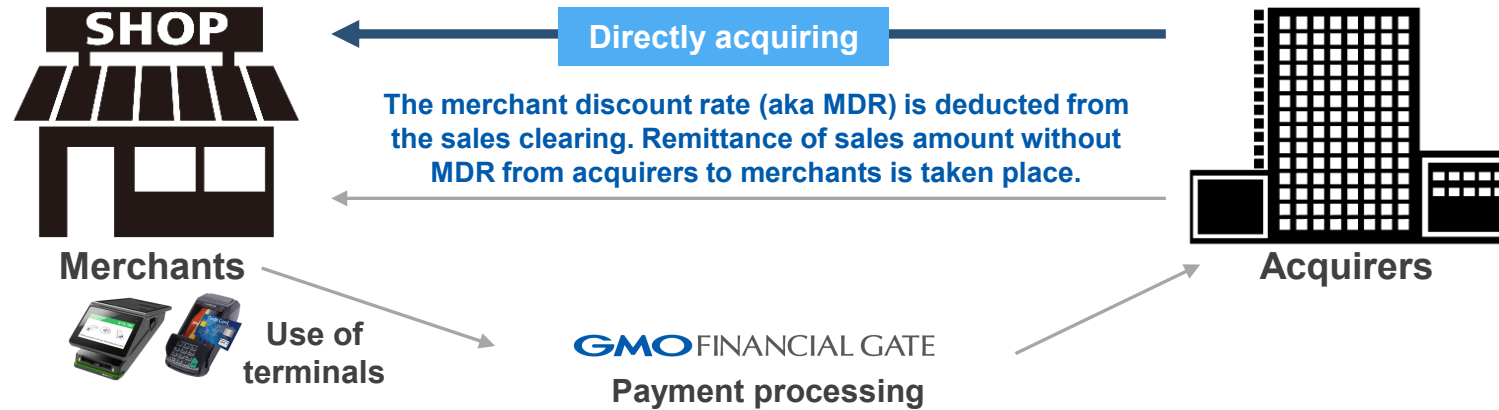 SHOP
Directly acquiring
The merchant discount rate (aka MDR) is deducted from
the sales clearing. Remittance of sales amount without
MDR from acquirers to merchants is taken place.
Merchants
Acquirers
Use of
terminals
GMO FINANCIAL GATE
Payment processing